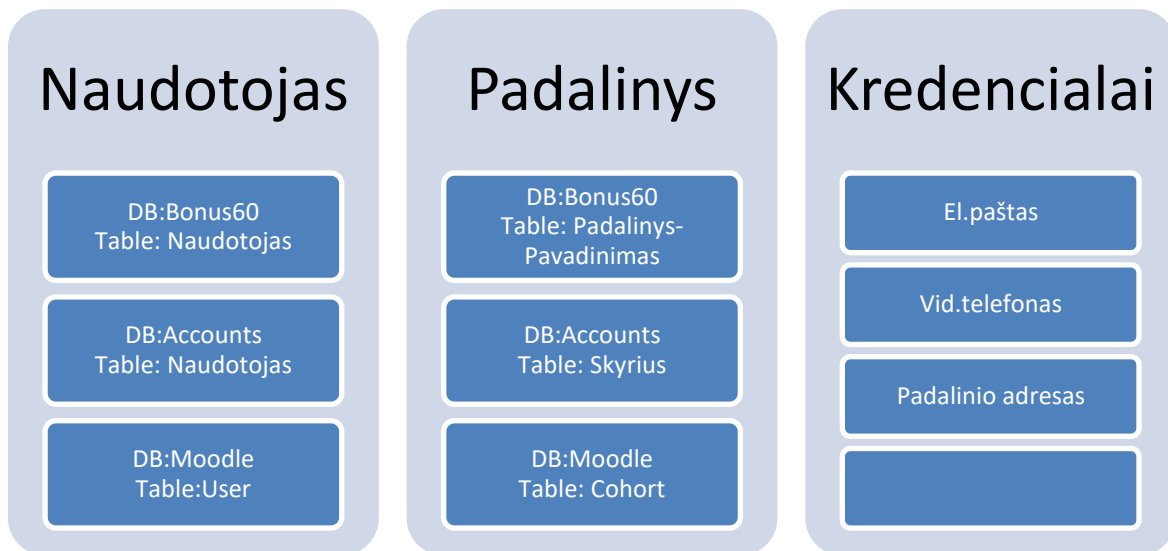 Naudotojas
DB:Bonus60
Table: Naudotojas
DB:Accounts
Table: Naudotojas
DB:Moodle
Table:User
Padalinys
DB:Bonus60
Table: Padalinys-
Pavadinimas
DB:Accounts
Table: Skyrius
DB:Moodle
Table: Cohort
Kredencialai
El.paštas
Vid.telefonas
Padalinio adresas